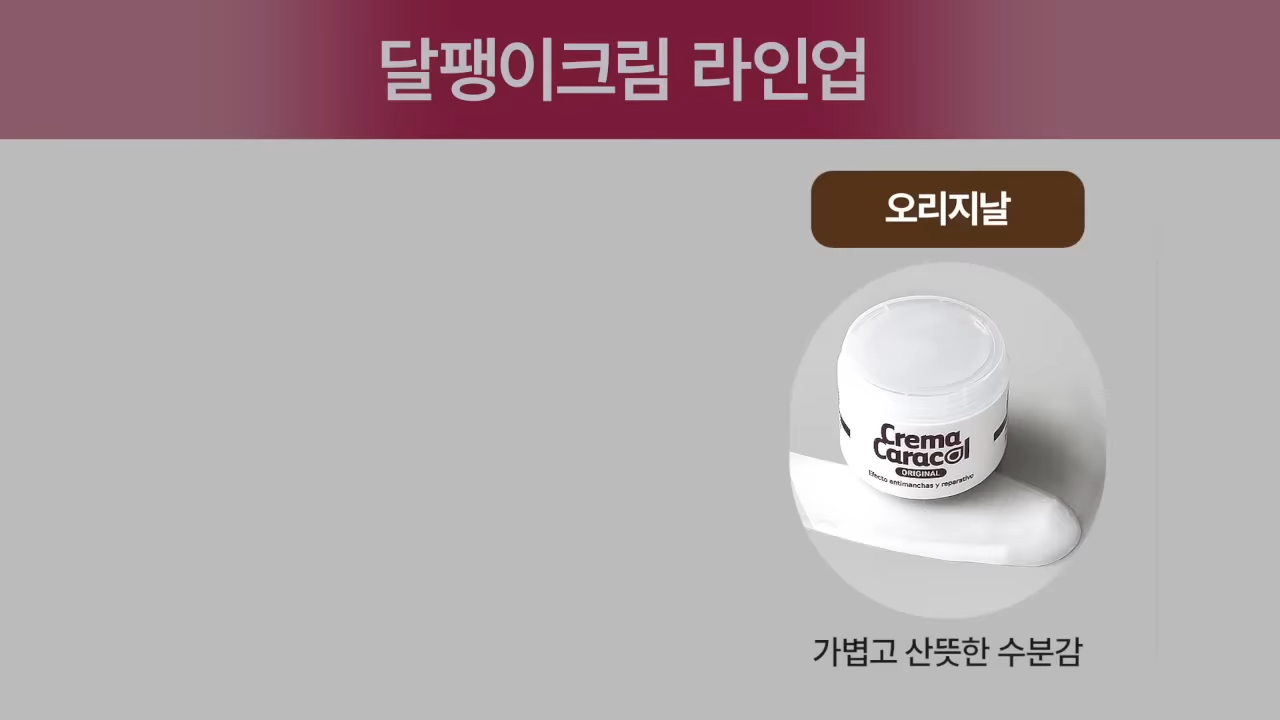 달팽이크림 라인업
오리지날
Crema
Caracol
ORIGINAL
Efecto antimanchas y reparativo
가볍고 산뜻한 수분감